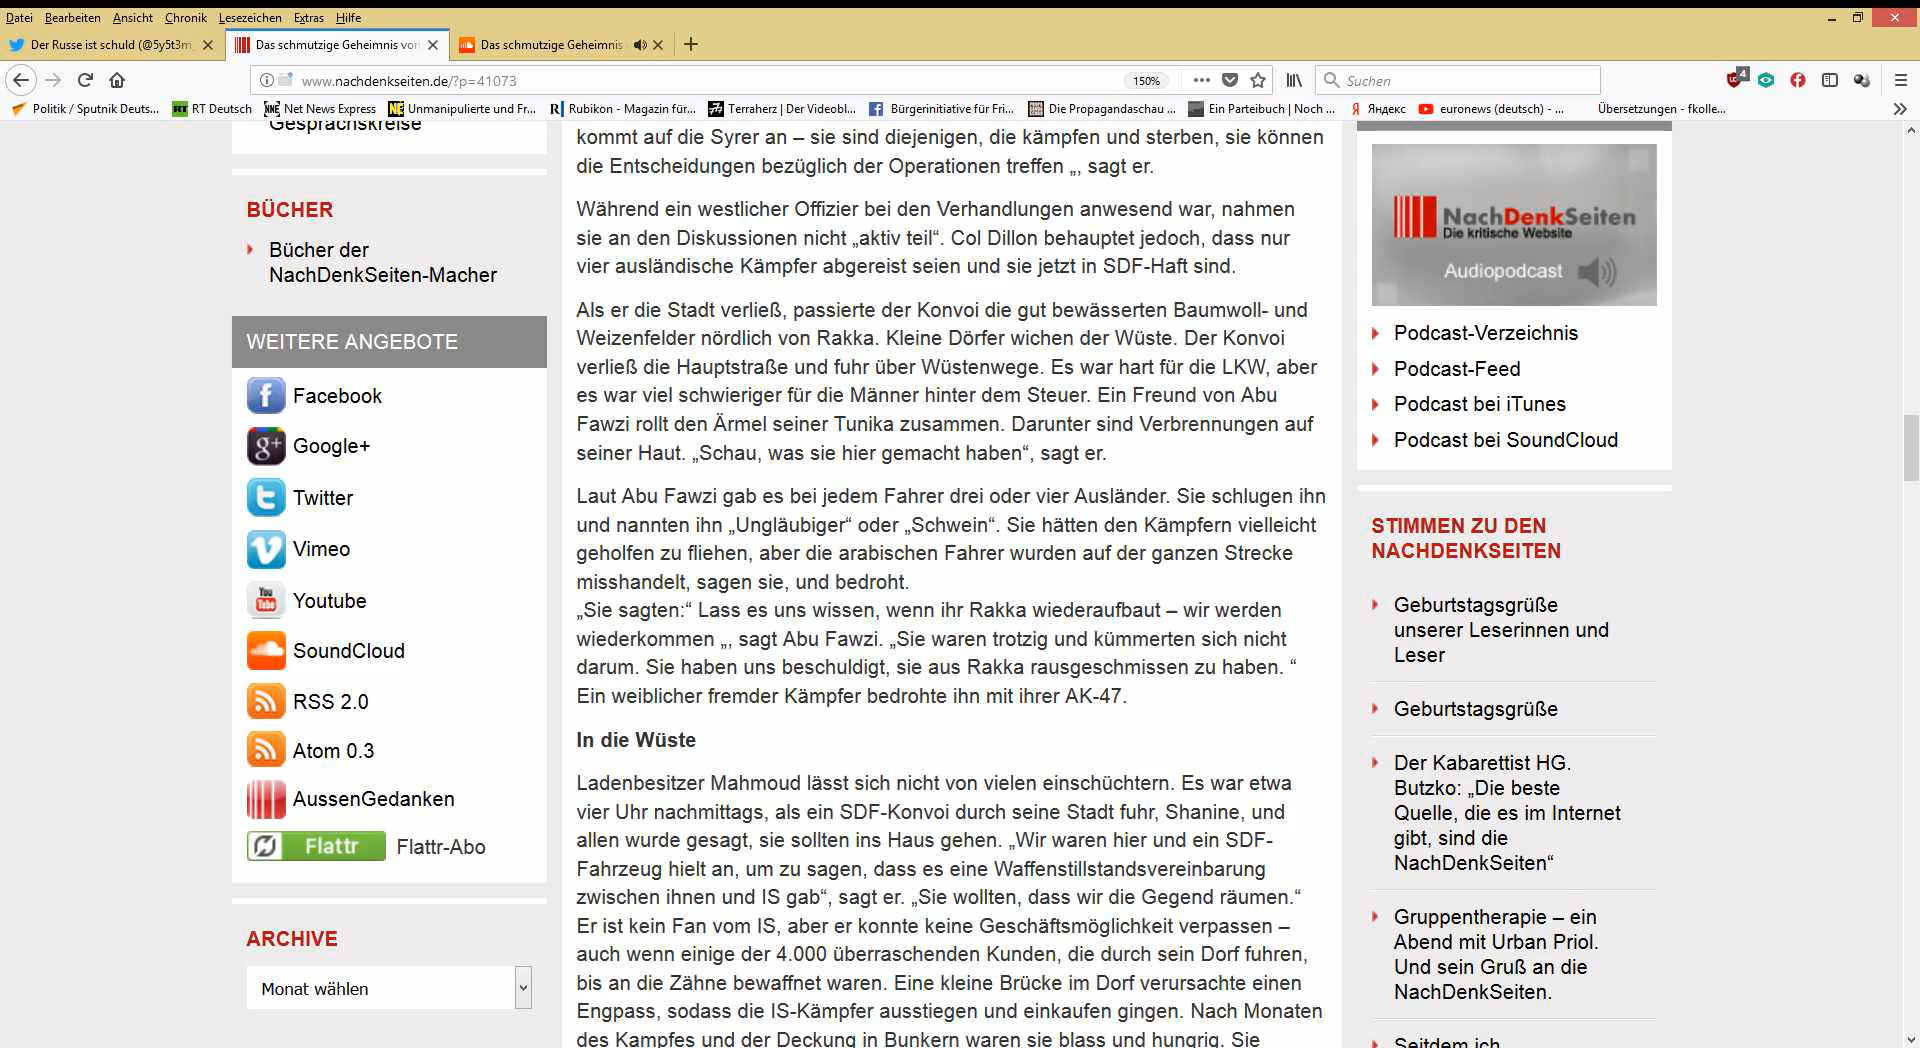 Datei Bearbeiten Ansicht Chronik Lesezeichen Extras Hilfe
Der Russe ist schuld (@5y5t3m Das schmutzige Geheimnis von Das schmutzige Geheimnis
www.nachdenkseiten.de/?p=41073 150% Suchen 4
Politik / Sputnik Deuts... RT Deutsch Net News Express Unmanipulierte und Fr... Rubikon - Magazin für... Terraherz | Der Videobl... Bürgerinitiative für Fri... Die Propagandaschau ... Ein Parteibuch | Noch ... Яндекс euronews (deutsch) - ... Übersetzungen - fkolle...
Gesprächskreise
BÜCHER
Bücher der
NachDenkSeiten-Macher
WEITERE ANGEBOTE
Facebook
Google+
Twitter
Vimeo
Youtube
SoundCloud
RSS 2.0
Atom 0.3
AussenGedanken
Flattr Flattr-Abo
ARCHIVE
Monat wählen
kommt auf die Syrer an – sie sind diejenigen, die kämpfen und sterben, sie können
die Entscheidungen bezüglich der Operationen treffen „, sagt er.
Während ein westlicher Offizier bei den Verhandlungen anwesend war, nahmen
sie an den Diskussionen nicht „aktiv teil“. Col Dillon behauptet jedoch, dass nur
vier ausländische Kämpfer abgereist seien und sie jetzt in SDF-Haft sind.
Als er die Stadt verließ, passierte der Konvoi die gut bewässerten Baumwoll- und
Weizenfelder nördlich von Rakka. Kleine Dörfer wichen der Wüste. Der Konvoi
verließ die Hauptstraße und fuhr über Wüstenwege. Es war hart für die LKW, aber
es war viel schwieriger für die Männer hinter dem Steuer. Ein Freund von Abu
Fawzi rollt den Ärmel seiner Tunika zusammen. Darunter sind Verbrennungen auf
seiner Haut. „Schau, was sie hier gemacht haben“, sagt er.
Laut Abu Fawzi gab es bei jedem Fahrer drei oder vier Ausländer. Sie schlugen ihn
und nannten ihn „Ungläubiger“ oder „Schwein“. Sie hätten den Kämpfern vielleicht
geholfen zu fliehen, aber die arabischen Fahrer wurden auf der ganzen Strecke
misshandelt, sagen sie, und bedroht.
„Sie sagten:“ Lass es uns wissen, wenn ihr Rakka wiederaufbaut – wir werden
wiederkommen „, sagt Abu Fawzi. „Sie waren trotzig und kümmerten sich nicht
darum. Sie haben uns beschuldigt, sie aus Rakka rausgeschmissen zu haben. “
Ein weiblicher fremder Kämpfer bedrohte ihn mit ihrer AK-47.
In die Wüste
Ladenbesitzer Mahmoud lässt sich nicht von vielen einschüchtern. Es war etwa
vier Uhr nachmittags, als ein SDF-Konvoi durch seine Stadt fuhr, Shanine, und
allen wurde gesagt, sie sollten ins Haus gehen. „Wir waren hier und ein SDF-
Fahrzeug hielt an, um zu sagen, dass es eine Waffenstillstandsvereinbarung
zwischen ihnen und IS gab“, sagt er. „Sie wollten, dass wir die Gegend räumen.“
Er ist kein Fan vom IS, aber er konnte keine Geschäftsmöglichkeit verpassen –
auch wenn einige der 4.000 überraschenden Kunden, die durch sein Dorf fuhren,
bis an die Zähne bewaffnet waren. Eine kleine Brücke im Dorf verursachte einen
Engpass, sodass die IS-Kämpfer ausstiegen und einkaufen gingen. Nach Monaten
des Kampfes und der Deckung in Bunkern waren sie blass und hungrig. Sie
NachDenkSeiten
Die kritische Website
Audiopodcast
Podcast-Verzeichnis
Podcast-Feed
Podcast bei iTunes
Podcast bei SoundCloud
STIMMEN ZU DEN
NACHDENKSEITEN
Geburtstagsgrüße
unserer Leserinnen und
Leser
Geburtstagsgrüße
Der Kabarettist HG.
Butzko: „Die beste
Quelle, die es im Internet
gibt, sind die
NachDenkSeiten“
Gruppentherapie – ein
Abend mit Urban Priol.
Und sein Gruß an die
NachDenkSeiten.
Seitdem ich